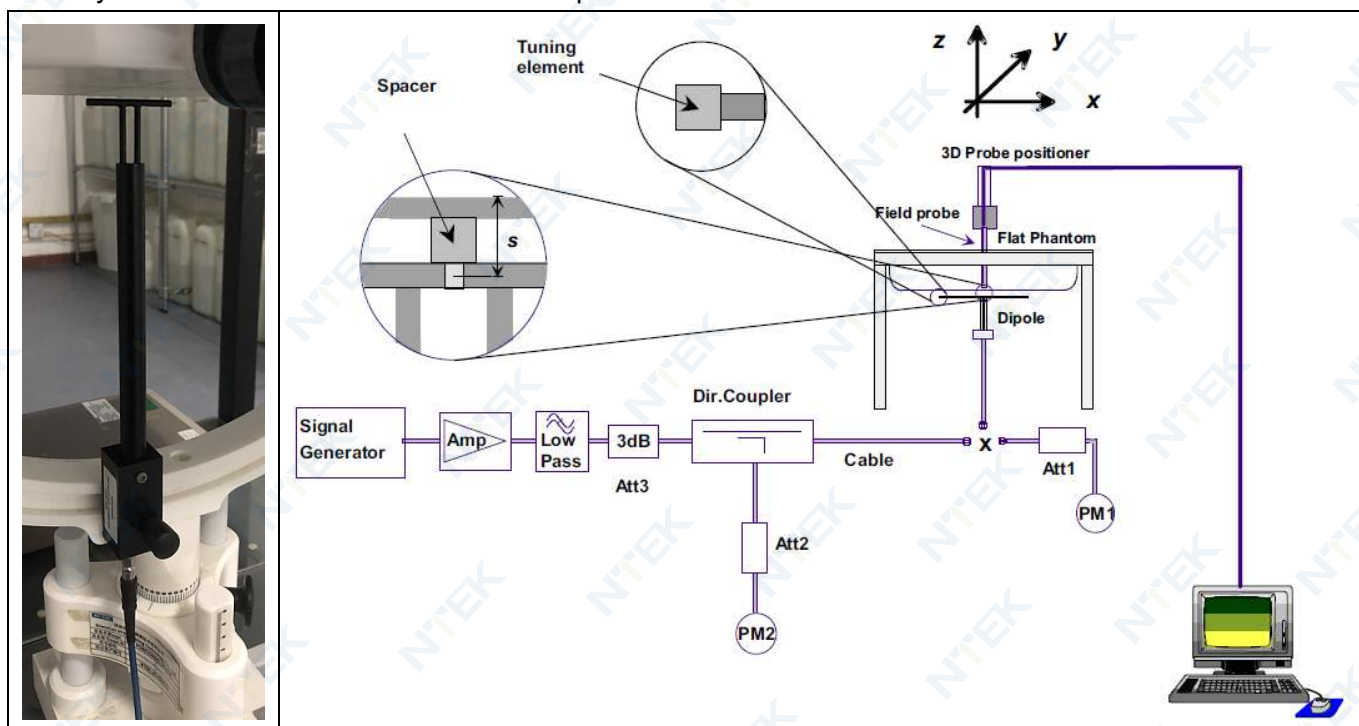 Tuning
element
Spacer
s
z
y
x
3D Probe positioner
Field probe
Flat Phantom
Dipole
Dir.Coupler
Signal
Generator
Amp
Low
Pass
3dB
Att3
Cable
x
Att1
PM1
Att2
PM2
NTEK